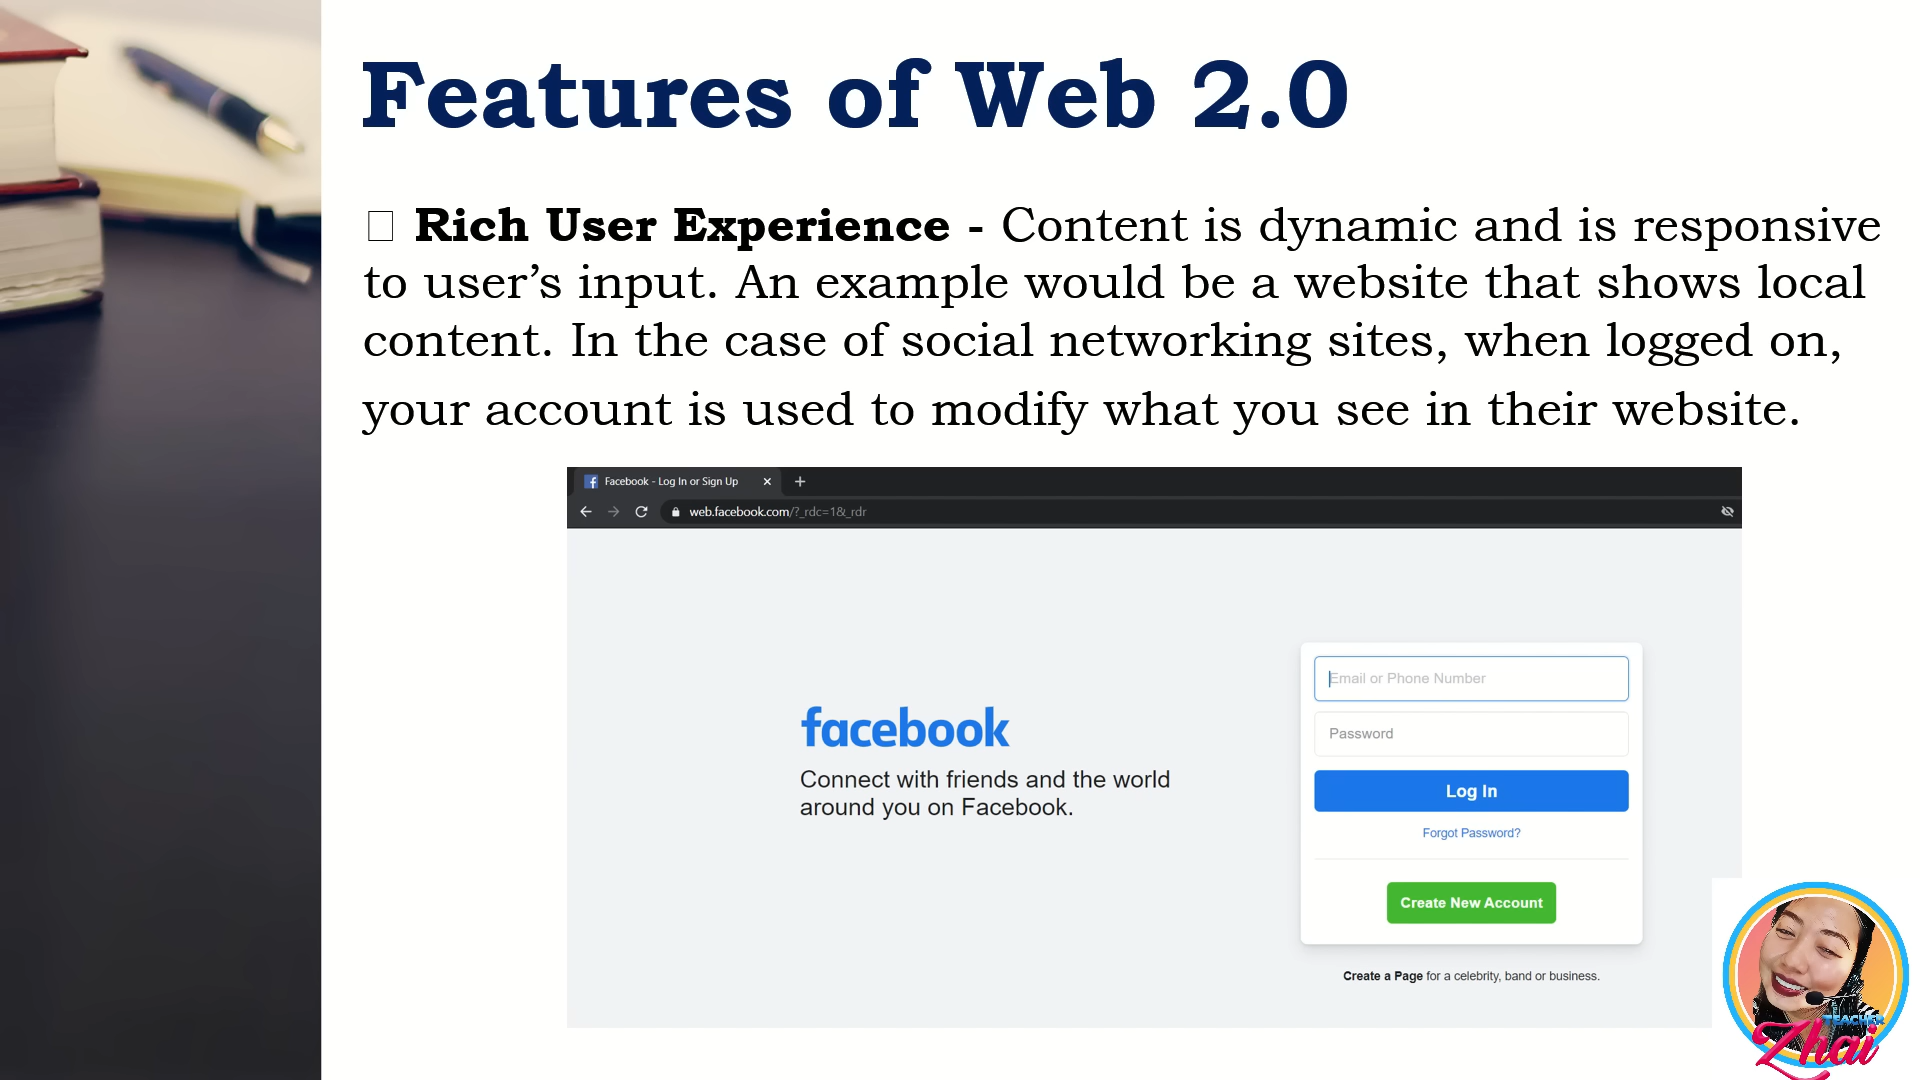 Features of Web 2.0
Rich User Experience - Content is dynamic and is responsive
to user’s input. An example would be a website that shows local
content. In the case of social networking sites, when logged on,
your account is used to modify what you see in their website.
Facebook - Log In or Sign Up
web.facebook.com/?_rdc=1&_rdr
Email or Phone Number
Password
facebook
Connect with friends and the world
around you on Facebook.
Log In
Forgot Password?
Create New Account
Create a Page for a celebrity, band or business.
TEACHER
Zhai